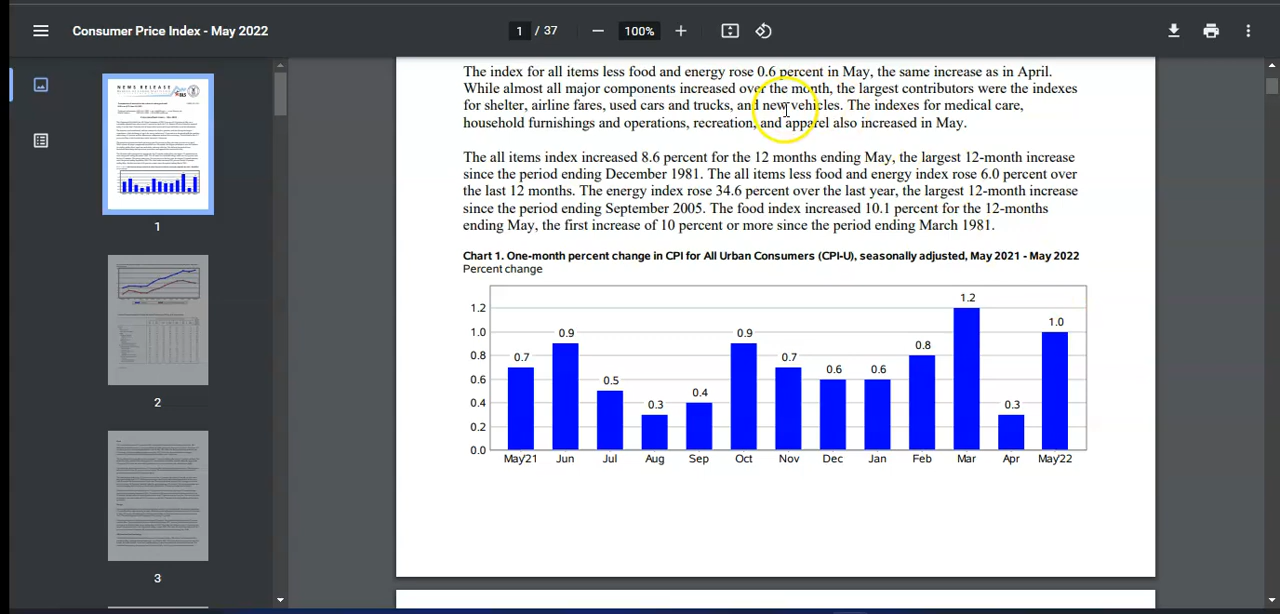 Consumer Price Index - May 2022
1 / 37
100%
The index for all items less food and energy rose 0.6 percent in May, the same increase as in April.
While almost all major components increased over the month, the largest contributors were the indexes
for shelter, airline fares, used cars and trucks, and new vehicles. The indexes for medical care,
household furnishings and operations, recreation, and apparel also increased in May.
The all items index increased 8.6 percent for the 12 months ending May, the largest 12-month increase
since the period ending December 1981. The all items less food and energy index rose 6.0 percent over
the last 12 months. The energy index rose 34.6 percent over the last year, the largest 12-month increase
since the period ending September 2005. The food index increased 10.1 percent for the 12-months
ending May, the first increase of 10 percent or more since the period ending March 1981.
Chart 1. One-month percent change in CPI for All Urban Consumers (CPI-U), seasonally adjusted, May 2021 - May 2022
Percent change
1.2
1.0
0.8
0.6
0.4
0.2
0.0
0.7
0.9
0.5
0.3
0.4
0.9
0.7
0.6
0.6
0.8
1.2
0.3
1.0
May'21 Jun Jul Aug Sep Oct Nov Dec Jan Feb Mar Apr May'22
NEWS RELEASE
BLS
1
2
3